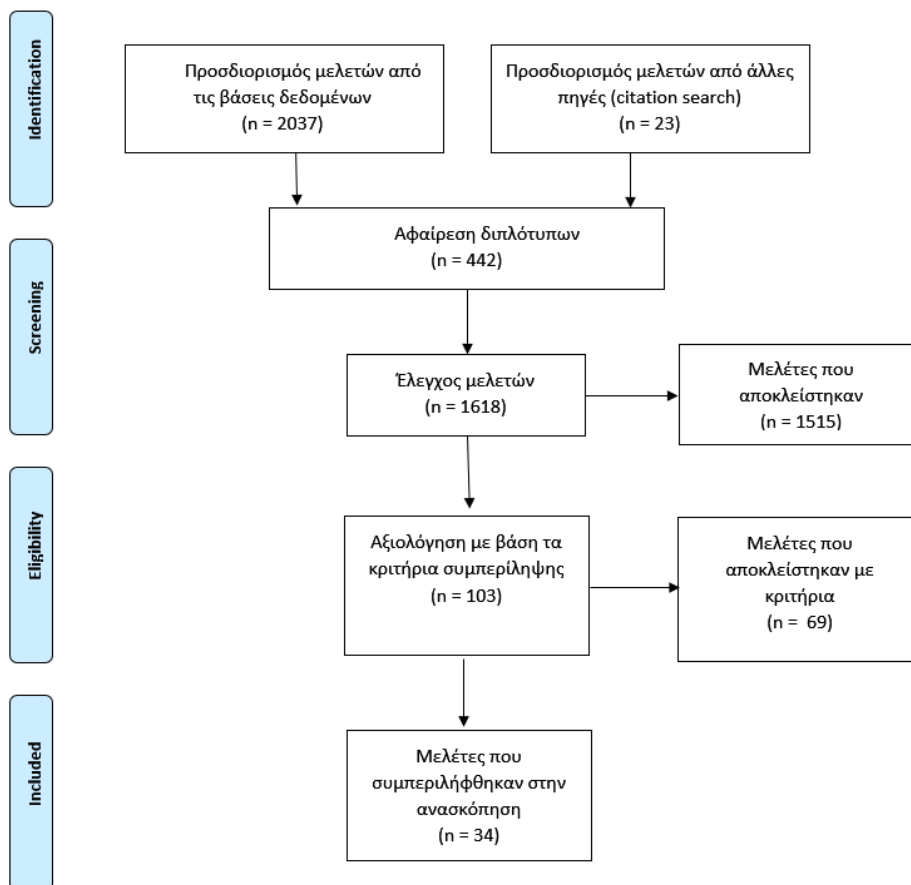 Identification
Προσδιορισμός μελετών από
τις βάσεις δεδομένων
(n = 2037)
Προσδιορισμός μελετών από άλλες
πηγές (citation search)
(n = 23)
Αφαίρεση διπλότυπων
(n = 442)
Screening
Έλεγχος μελετών
(n = 1618)
Μελέτες που
αποκλείστηκαν
(n = 1515)
Eligibility
Αξιολόγηση με βάση τα
κριτήρια συμπερίληψης
(n = 103)
Μελέτες που
αποκλείστηκαν με
κριτήρια
(n = 69)
Included
Μελέτες που
συμπεριλήφθηκαν στην
ανασκόπηση
(n = 34)